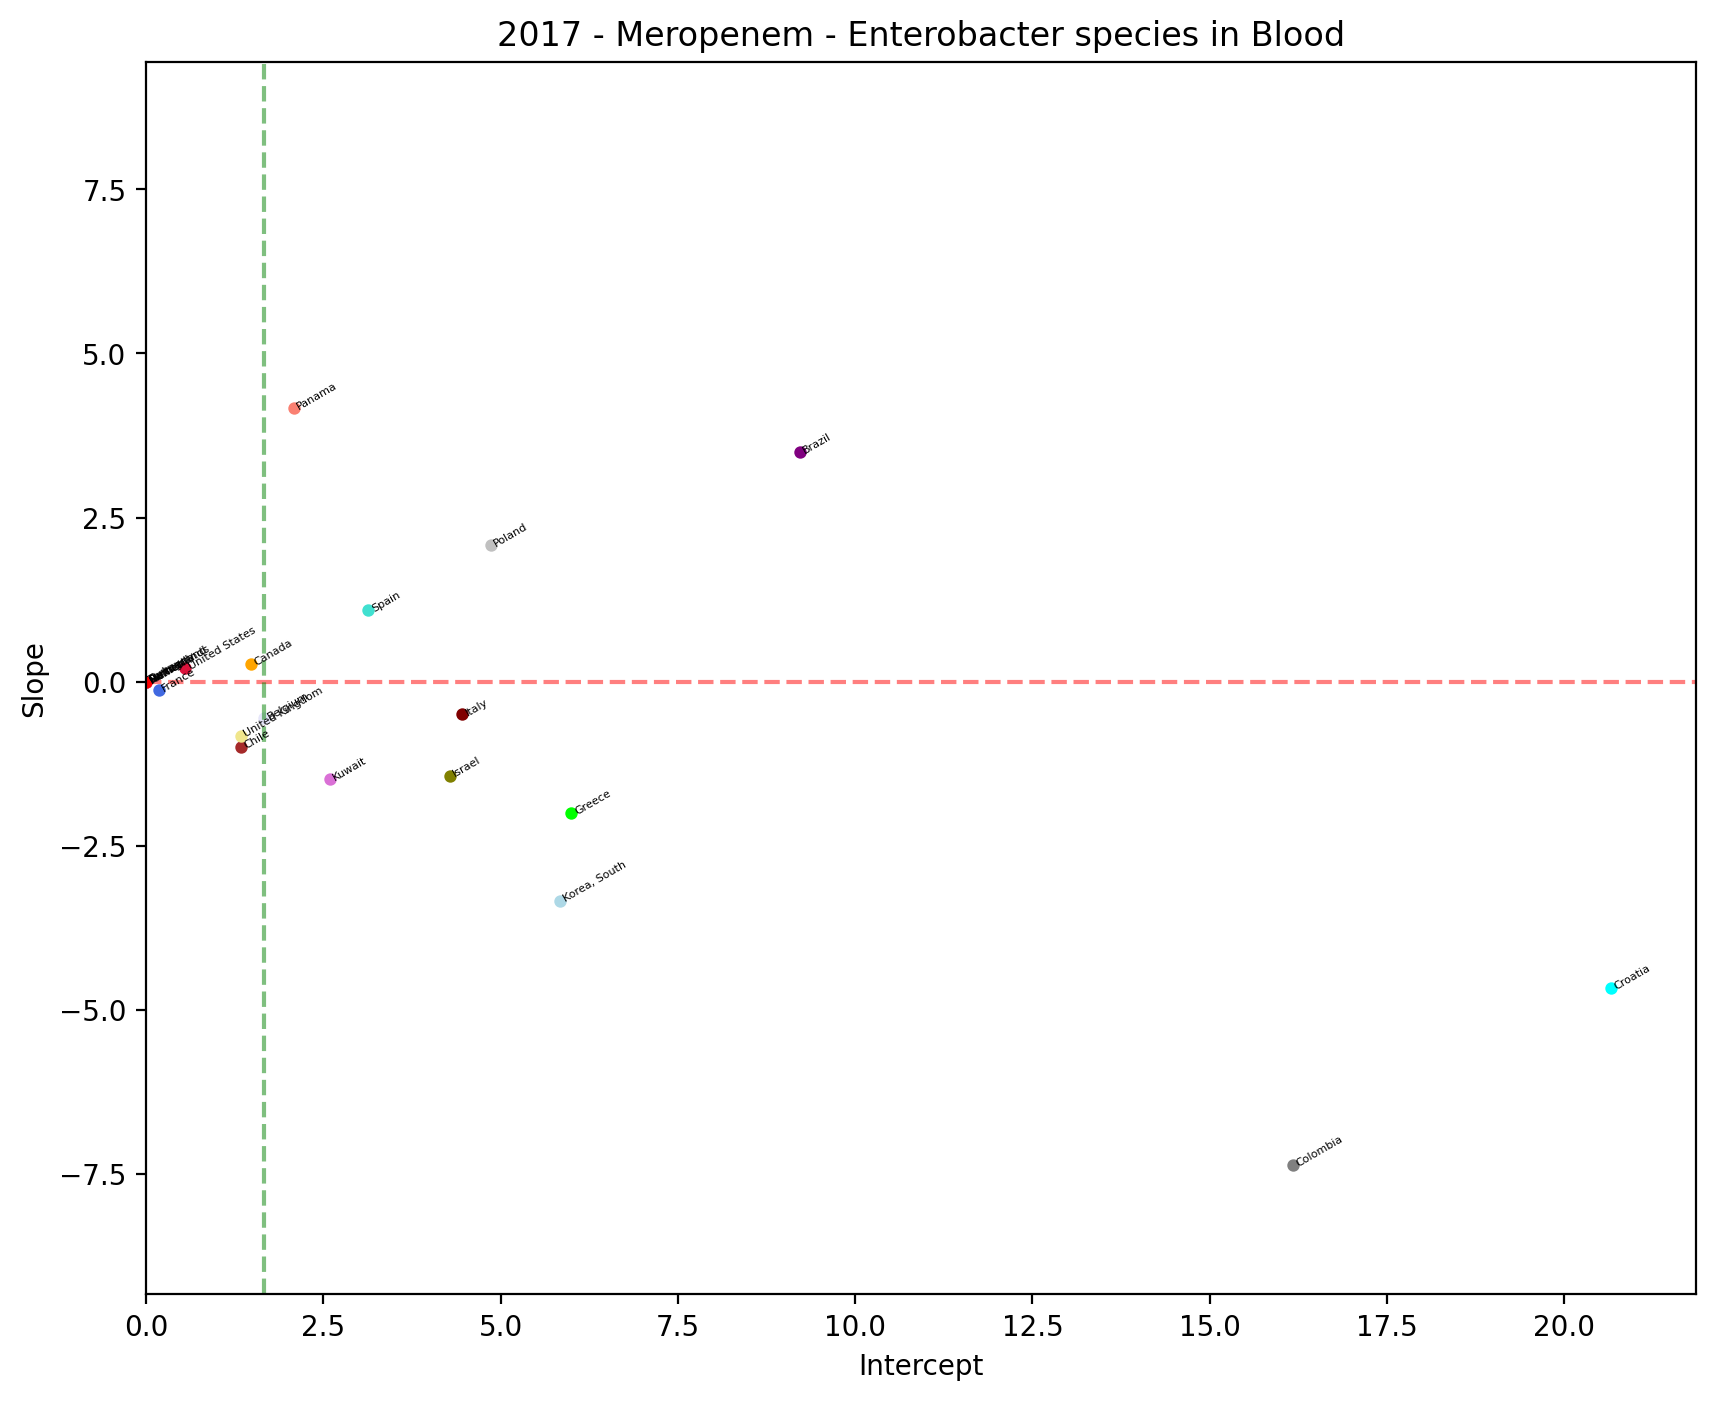 2017 - Meropenem - Enterobacter species in Blood
7.5
5.0
2.5
0.0
−2.5
−5.0
−7.5
Slope
Panama
Brazil
Poland
Spain
United States
Canada
France
Belgium
United Kingdom
Chile
Italy
Kuwait
Israel
Greece
Korea, South
Croatia
Colombia
0.0
2.5
5.0
7.5
10.0
12.5
15.0
17.5
20.0
Intercept